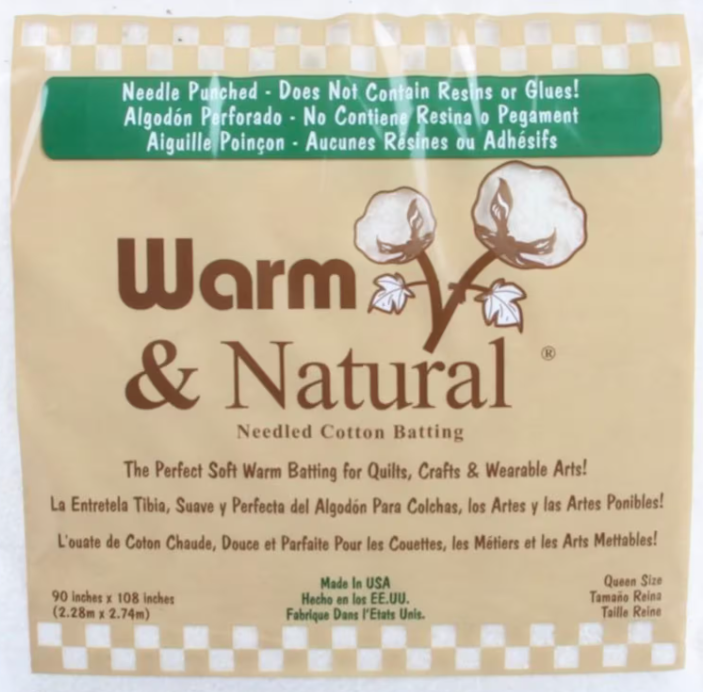 Needle Punched - Does Not Contain Resins or Glues!
Algodón Perforado - No Contiene Resina o Pegament
Aiguille Poinçon - Aucunes Résines ou Adhésifs
Warm
& Natural ®
Needled Cotton Batting
The Perfect Soft Warm Batting for Quilts, Crafts & Wearable Arts!
La Entretela Tibia, Suave y Perfecta del Algodón Para Colchas, los Artes y las Artes Ponibles!
L'ouate de Coton Chaude, Douce et Parfaite Pour les Couettes, les Métiers et les Arts Mettables!
90 inches x 108 inches
(2.28m x 2.74m)
Made In USA
Hecho en los EE.UU.
Fabrique Dans l'Etats Unis.
Queen Size
Tamaño Reina
Taille Reine